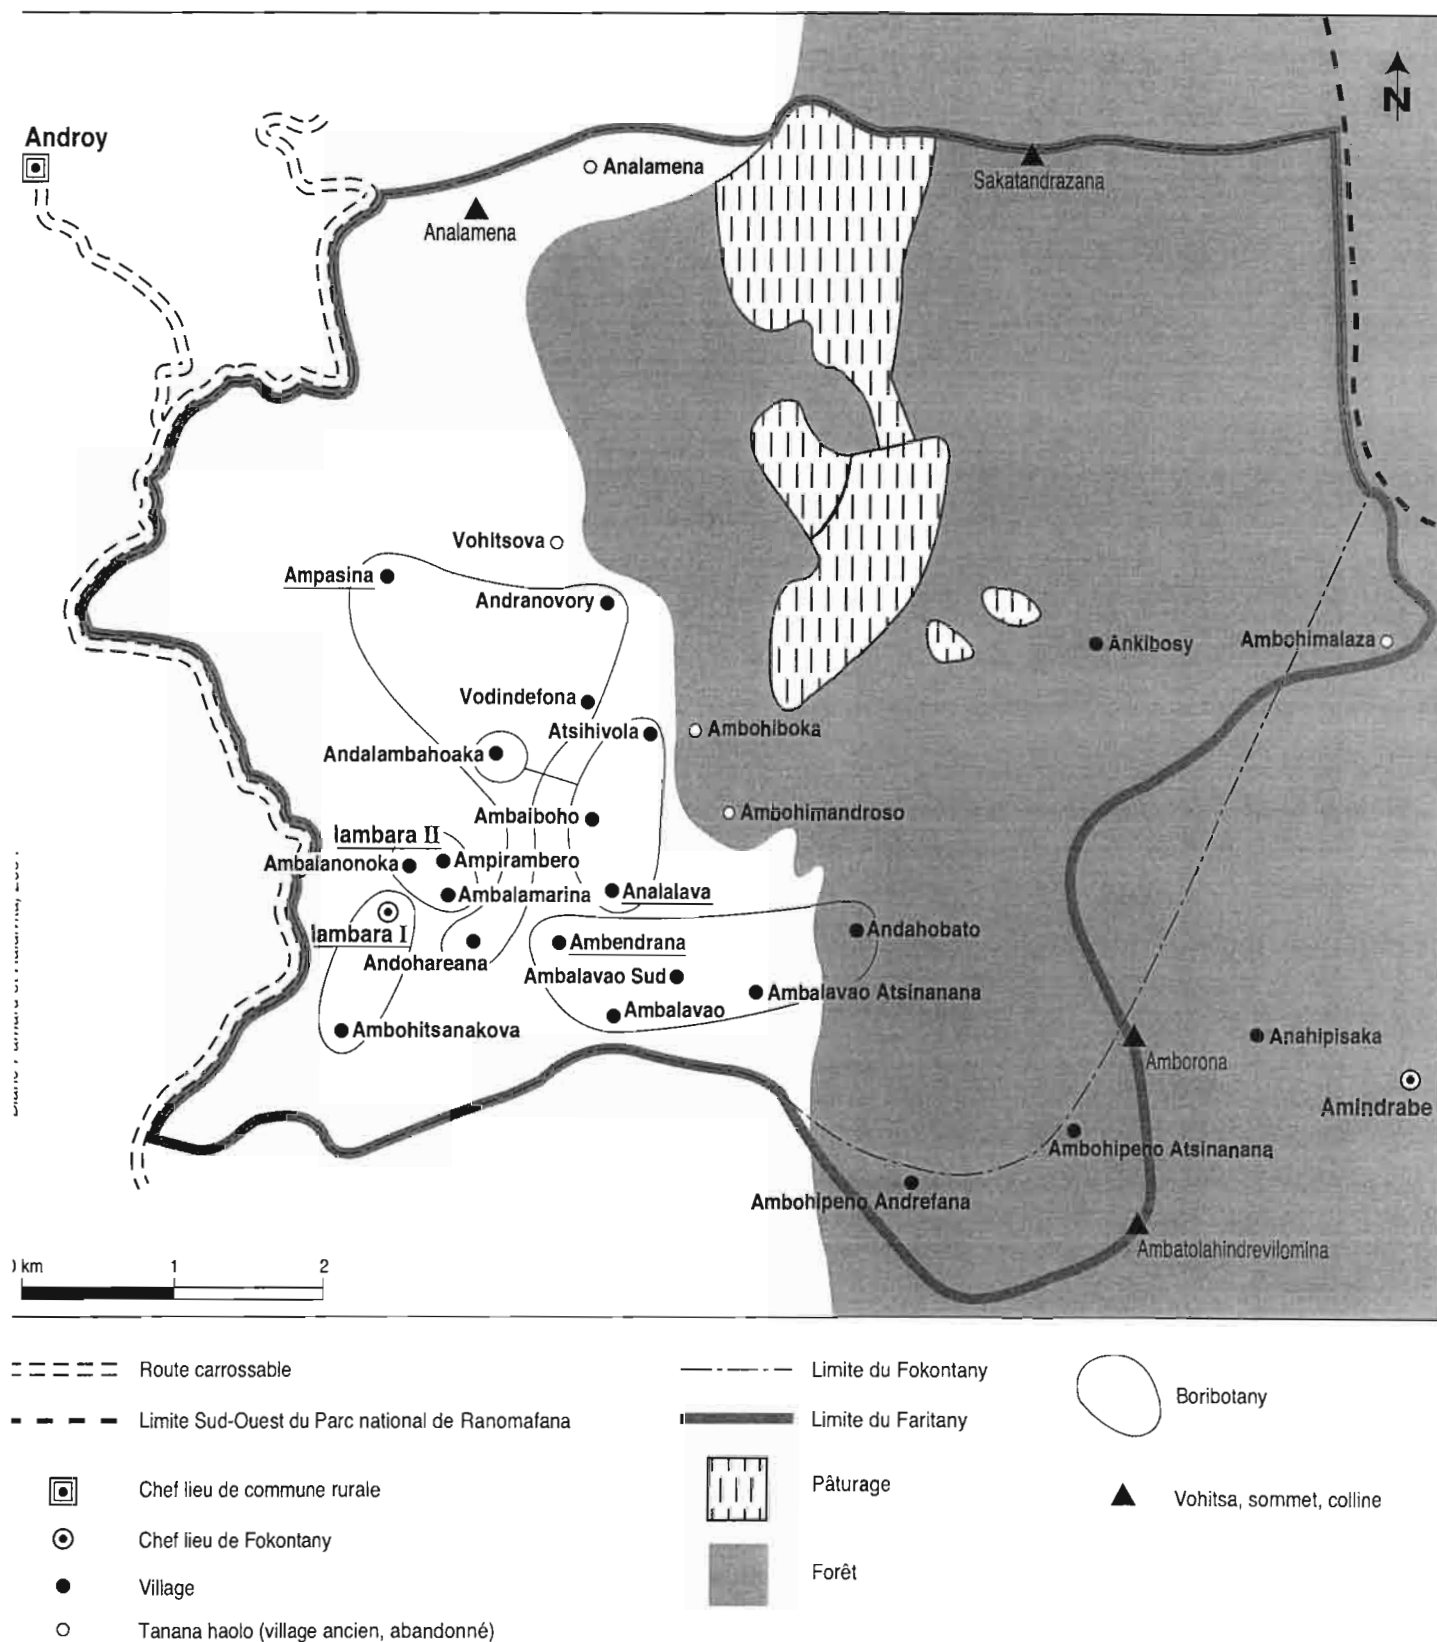 N
Androy
Analamena
Sakatandrazana
Analamena
Vohitsova
Ampasina
Andranovory
Ankibosy
Ambohimalaza
Vodindefona
Atsihivola
Ambohiboka
Andalambahoaka
Ambaiboho
Ambohimandroso
Iambara II
Ambalanonoka
Ampirambero
Ambalamarina
Analalava
Iambara I
Andahobato
Ambendrana
Andohareana
Ambalavao Sud
Ambalavao Atsinanana
Ambalavao
Ambohitsanakova
Anahipisaka
Amborona
Amindrabe
Ambohipeno Atsinanana
Ambohipeno Andrefana
Ambatolahindrevilomina
km 1 2
Route carrossable
Limite Sud-Ouest du Parc national de Ranomafana
Chef lieu de commune rurale
Chef lieu de Fokontany
Village
Tanana haolo (village ancien, abandonné)
Limite du Fokontany
Limite du Faritany
Pâturage
Forêt
Boribotany
Vohitsa, sommet, colline